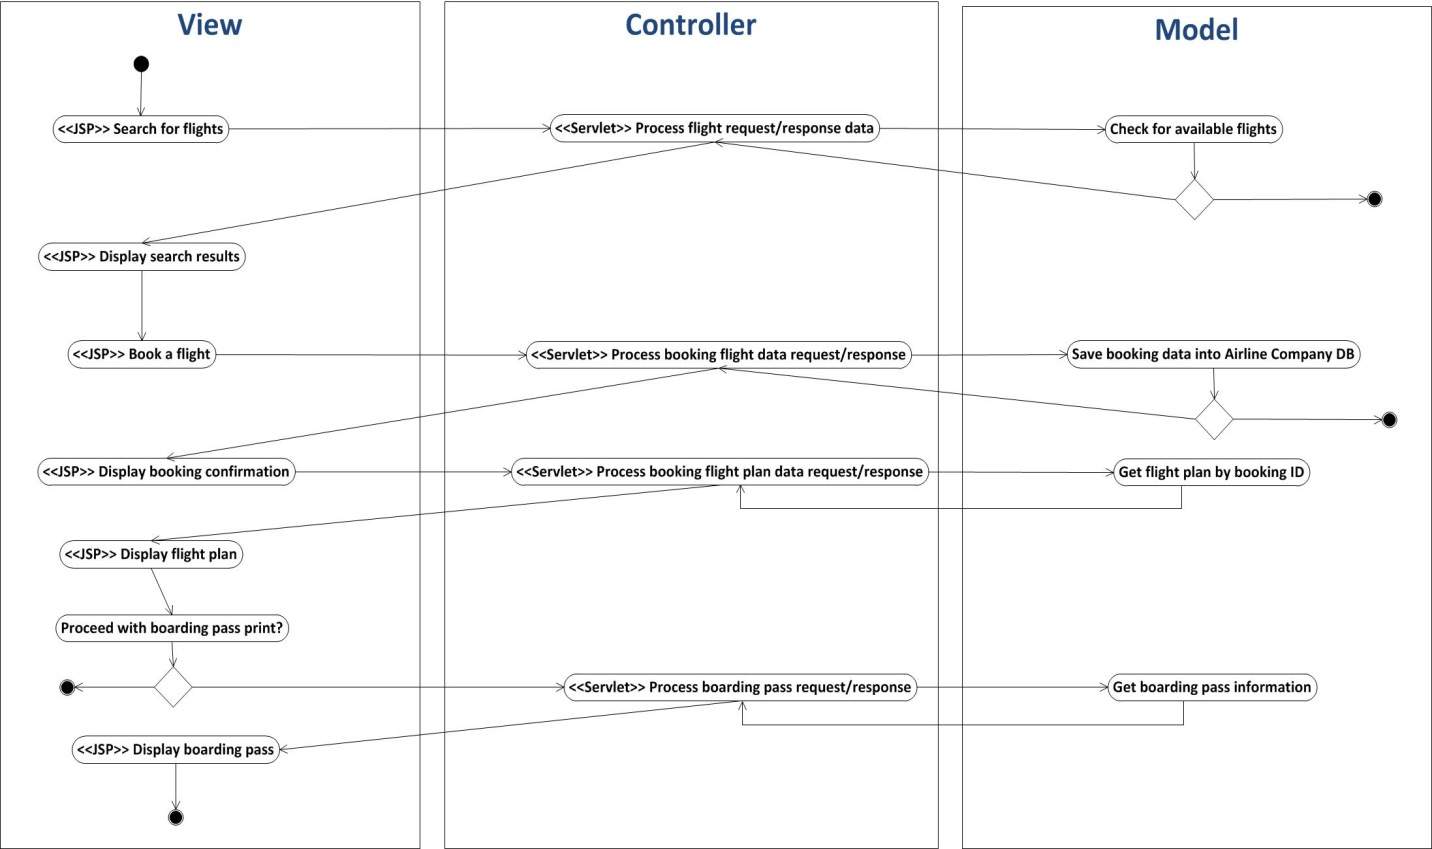 View
Controller
Model
<<JSP>> Search for flights
<<Servlet>> Process flight request/response data
Check for available flights
<<JSP>> Display search results
<<JSP>> Book a flight
<<Servlet>> Process booking flight data request/response
Save booking data into Airline Company DB
<<JSP>> Display booking confirmation
<<Servlet>> Process booking flight plan data request/response
Get flight plan by booking ID
<<JSP>> Display flight plan
Proceed with boarding pass print?
<<Servlet>> Process boarding pass request/response
Get boarding pass information
<<JSP>> Display boarding pass